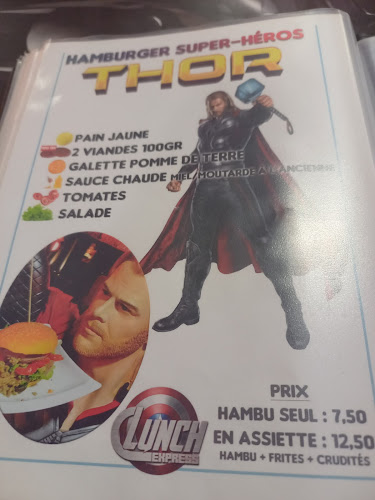 HAMBURGER SUPER-HÉROS
THOR
PAIN JAUNE
2 VIANDES 100GR
GALETTE POMME DE TERRE
SAUCE CHAUDE MIEL/MOUTARDE À L'ANCIENNE
TOMATES
SALADE
LUNCH
EXPRESS
PRIX
HAMBU SEUL : 7,50
EN ASSIETTE : 12,50
HAMBU + FRITES + CRUDITÉS